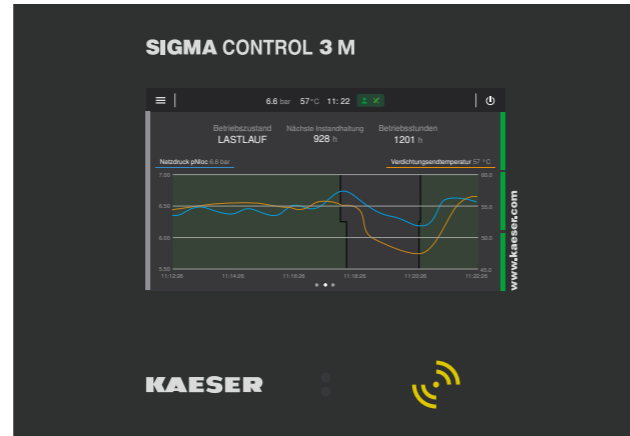 SIGMA CONTROL 3 M
6.6 bar 57°C 11:22
Betriebszustand Nächste Instandhaltung Betriebsstunden
LASTLAUF 928 h 1201 h
Netzdruck pNloc 6.6 bar Verdichtungsendtemperatur 57 °C
7.00 60.0
6.50 55.0
6.00 50.0
5.50 45.0
11:12:26 11:14:26 11:16:26 11:18:26 11:20:26 11:22:26
www.kaeser.com
KAESER